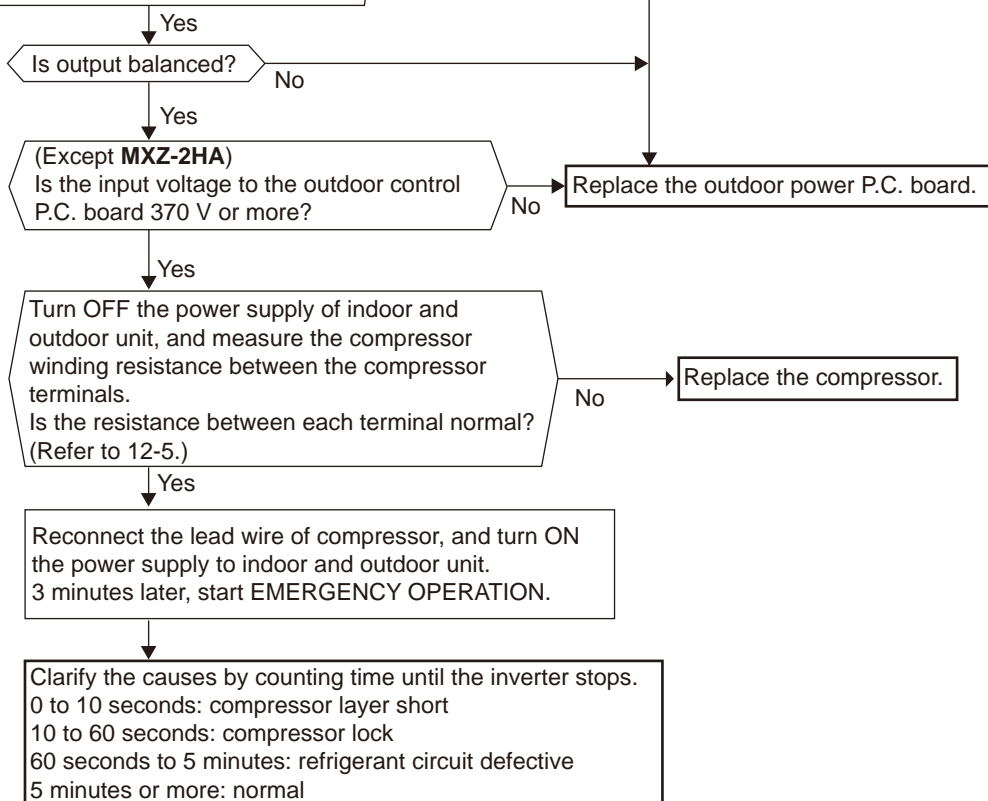 Yes
Is output balanced?
No
Yes
(Except MXZ-2HA)
Is the input voltage to the outdoor control
P.C. board 370 V or more?
No
Replace the outdoor power P.C. board.
Yes
Turn OFF the power supply of indoor and
outdoor unit, and measure the compressor
winding resistance between the compressor
terminals.
Is the resistance between each terminal normal?
(Refer to 12-5.)
No
Replace the compressor.
Yes
Reconnect the lead wire of compressor, and turn ON
the power supply to indoor and outdoor unit.
3 minutes later, start EMERGENCY OPERATION.
Clarify the causes by counting time until the inverter stops.
0 to 10 seconds: compressor layer short
10 to 60 seconds: compressor lock
60 seconds to 5 minutes: refrigerant circuit defective
5 minutes or more: normal